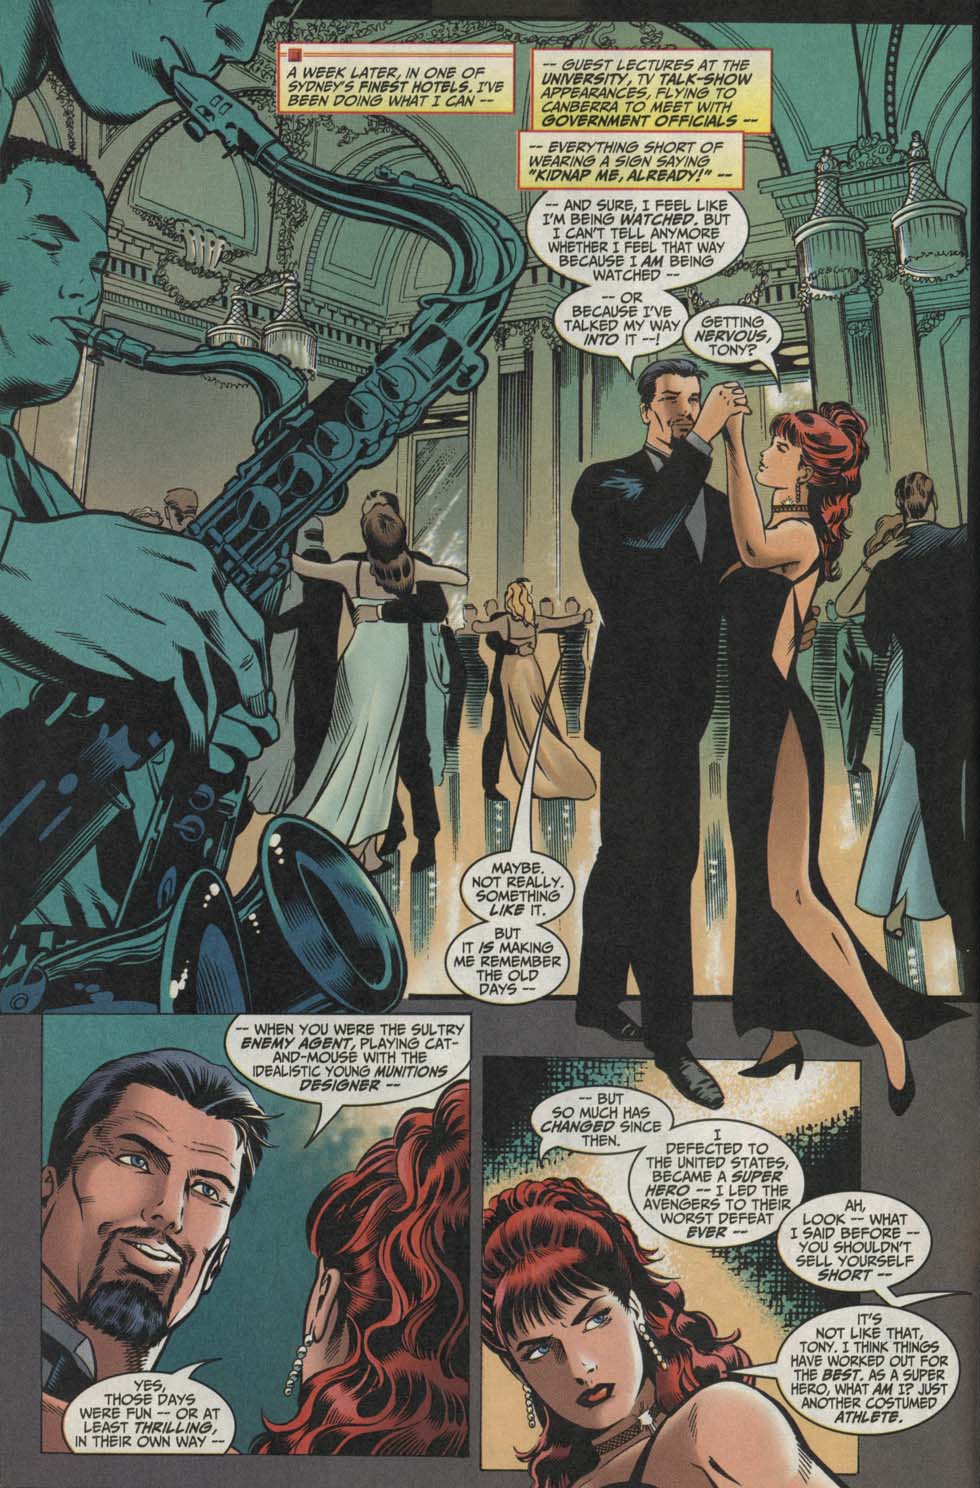 A WEEK LATER, IN ONE OF
SYDNEY'S FINEST HOTELS. I'VE
BEEN DOING WHAT I CAN --
-- GUEST LECTURES AT THE
UNIVERSITY, TV TALK-SHOW
APPEARANCES, FLYING TO
CANBERRA TO MEET WITH
GOVERNMENT OFFICIALS --
-- EVERYTHING SHORT OF
WEARING A SIGN SAYING
"KIDNAP ME, ALREADY!" --
-- AND SURE, I FEEL LIKE
I'M BEING WATCHED. BUT
I CAN'T TELL ANYMORE
WHETHER I FEEL THAT WAY
BECAUSE I AM BEING
WATCHED --
-- OR
BECAUSE I'VE
TALKED MY WAY
INTO IT --!
GETTING
NERVOUS,
TONY?
MAYBE.
NOT REALLY.
SOMETHING
LIKE IT.
BUT
IT IS MAKING
ME REMEMBER
THE OLD
DAYS --
-- WHEN YOU WERE THE SULTRY
ENEMY AGENT, PLAYING CAT-
AND-MOUSE WITH THE
IDEALISTIC YOUNG MUNITIONS
DESIGNER --
YES,
THOSE DAYS
WERE FUN -- OR AT
LEAST THRILLING,
IN THEIR OWN WAY --
-- BUT
SO MUCH HAS
CHANGED SINCE
THEN.
I
DEFECTED TO
THE UNITED STATES,
BECAME A SUPER
HERO -- I LED THE
AVENGERS TO THEIR
WORST DEFEAT
EVER --
AH,
LOOK -- WHAT
I SAID BEFORE --
YOU SHOULDN'T
SELL YOURSELF
SHORT --
IT'S
NOT LIKE THAT,
TONY. I THINK THINGS
HAVE WORKED OUT FOR
THE BEST. AS A SUPER
HERO, WHAT AM I? JUST
ANOTHER COSTUMED
ATHLETE.